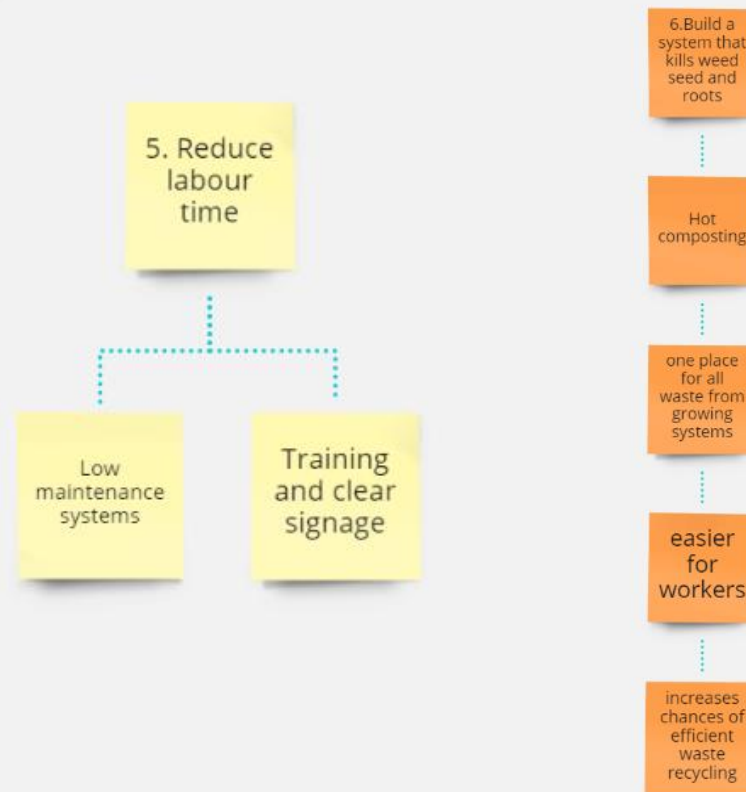 5. Reduce
labour
time
Low
maintenance
systems
Training
and clear
signage
6.Build a
system that
kills weed
seed and
roots
Hot
composting
one place
for all
waste from
growing
systems
easier
for
workers
increases
chances of
efficient
waste
recycling